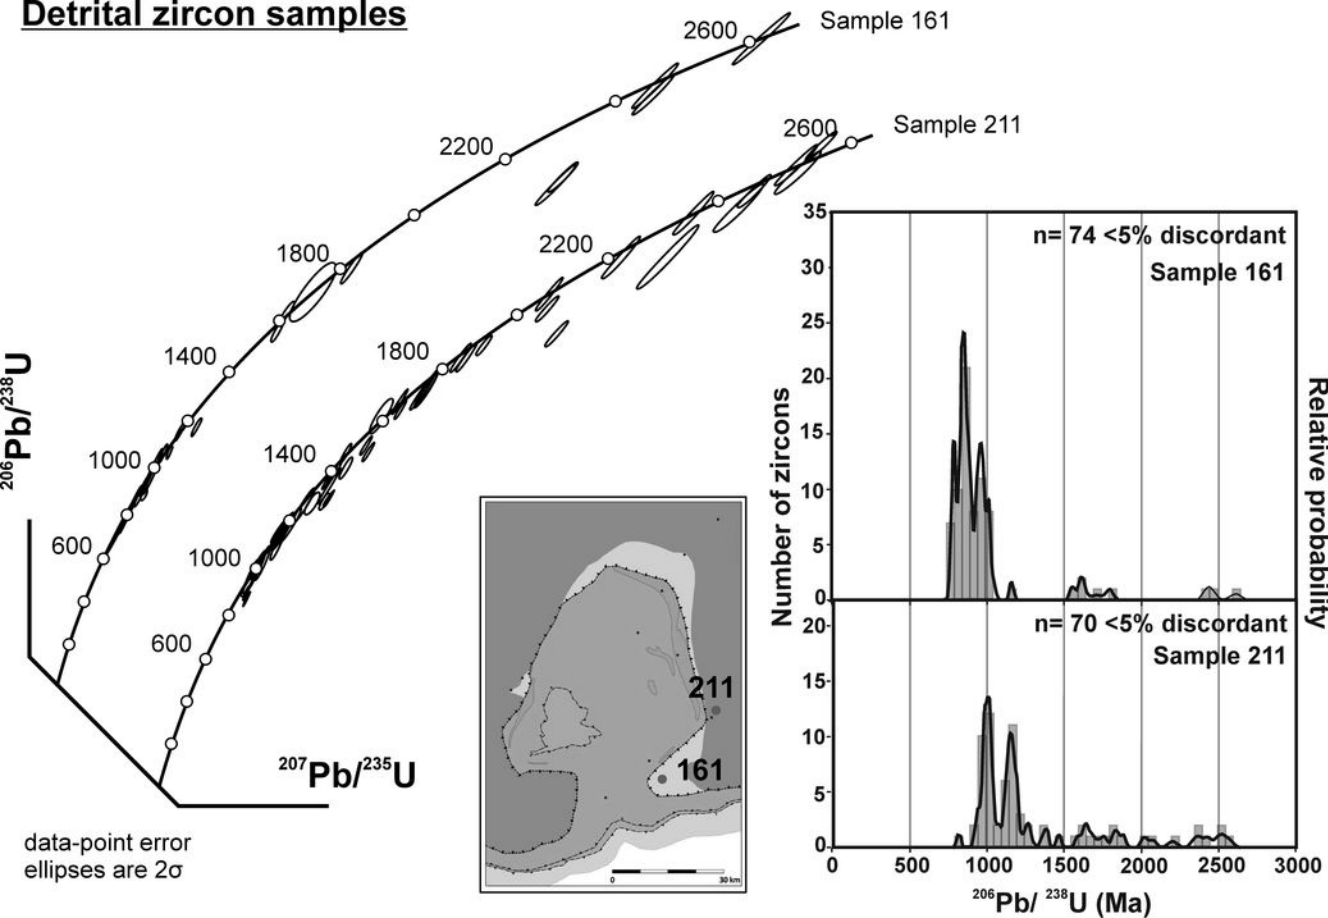 Detrital zircon samples
2600
Sample 161
2200
1800
1400
1000
600
2600
Sample 211
2200
1800
1400
1000
600
206Pb/238U
207Pb/235U
data-point error
ellipses are 2σ
211
161
0 30 km
35
30
25
20
15
10
5
0
n= 74 <5% discordant
Sample 161
20
15
10
5
0
n= 70 <5% discordant
Sample 211
Number of zircons
Relative probability
0 500 1000 1500 2000 2500 3000
206Pb/ 238U (Ma)